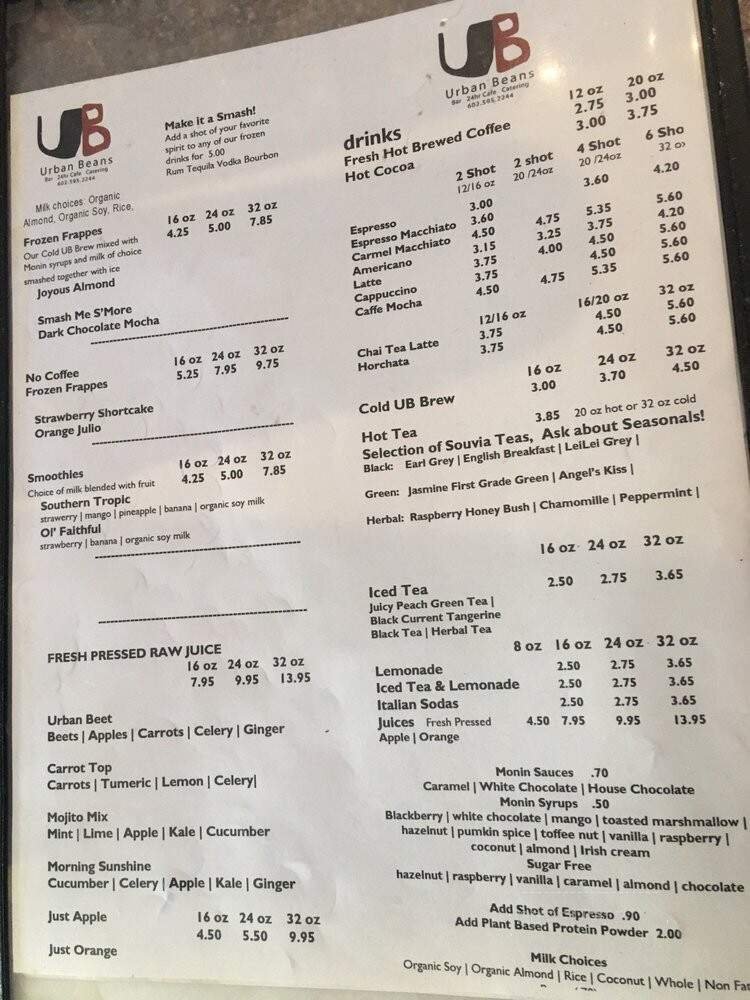 UB
Urban Beans
Bar 24hr Cafe Catering
602.595.2244
Make it a Smash!
Add a shot of your favorite
spirit to any of our frozen
drinks for 5.00
Rum Tequila Vodka Bourbon
Milk choices: Organic
Almond, Organic Soy, Rice,
16 oz 24 oz 32 oz
Frozen Frappes 4.25 5.00 7.85
Our Cold UB Brew mixed with
Monin syrups and milk of choice
smashed together with ice
Joyous Almond
Smash Me S'More
Dark Chocolate Mocha
No Coffee 16 oz 24 oz 32 oz
Frozen Frappes 5.25 7.95 9.75
Strawberry Shortcake
Orange Julio
Smoothies 16 oz 24 oz 32 oz
Choice of milk blended with fruit 4.25 5.00 7.85
Southern Tropic
strawerry | mango | pineapple | banana | organic soy milk
Ol' Faithful
strawberry | banana | organic soy milk
FRESH PRESSED RAW JUICE
16 oz 24 oz 32 oz
7.95 9.95 13.95
Urban Beet
Beets | Apples | Carrots | Celery | Ginger
Carrot Top
Carrots | Tumeric | Lemon | Celery|
Mojito Mix
Mint | Lime | Apple | Kale | Cucumber
Morning Sunshine
Cucumber | Celery | Apple | Kale | Ginger
Just Apple 16 oz 24 oz 32 oz
4.50 5.50 9.95
Just Orange
UB
Urban Beans
Bar 24hr Cafe Catering
602.595.2244
drinks 12 oz 20 oz
Fresh Hot Brewed Coffee 2.75 3.00
Hot Cocoa 3.00 3.75
2 Shot 2 shot 4 Shot 6 Sho
12/16 oz 20 /24oz 20 /24oz 32 oz
Espresso 3.00 3.60 4.20
Espresso Macchiato 3.60
Carmel Macchiato 4.50 4.75 5.35 5.60
Americano 3.15 3.25 3.75 4.20
Latte 3.75 4.00 4.50 5.60
Cappuccino 3.75 4.50 5.60
Caffe Mocha 4.50 4.75 5.35 5.60
12/16 oz 16/20 oz 32 oz
Chai Tea Latte 3.75 4.50 5.60
Horchata 3.75 4.50 5.60
16 oz 24 oz 32 oz
Cold UB Brew 3.00 3.70 4.50
Hot Tea 3.85 20 oz hot or 32 oz cold
Selection of Souvia Teas, Ask about Seasonals!
Black: Earl Grey | English Breakfast | LeiLei Grey |
Green: Jasmine First Grade Green | Angel's Kiss |
Herbal: Raspberry Honey Bush | Chamomille | Peppermint |
16 oz 24 oz 32 oz
Iced Tea 2.50 2.75 3.65
Juicy Peach Green Tea |
Black Current Tangerine
Black Tea | Herbal Tea
8 oz 16 oz 24 oz 32 oz
Lemonade 2.50 2.75 3.65
Iced Tea & Lemonade 2.50 2.75 3.65
Italian Sodas 2.50 2.75 3.65
Juices Fresh Pressed 4.50 7.95 9.95 13.95
Apple | Orange
Monin Sauces .70
Caramel | White Chocolate | House Chocolate
Monin Syrups .50
Blackberry | white chocolate | mango | toasted marshmallow |
hazelnut | pumkin spice | toffee nut | vanilla | raspberry |
coconut | almond | Irish cream
Sugar Free
hazelnut | raspberry | vanilla | caramel | almond | chocolate
Add Shot of Espresso .90
Add Plant Based Protein Powder 2.00
Milk Choices
Organic Soy | Organic Almond | Rice | Coconut | Whole | Non Fat